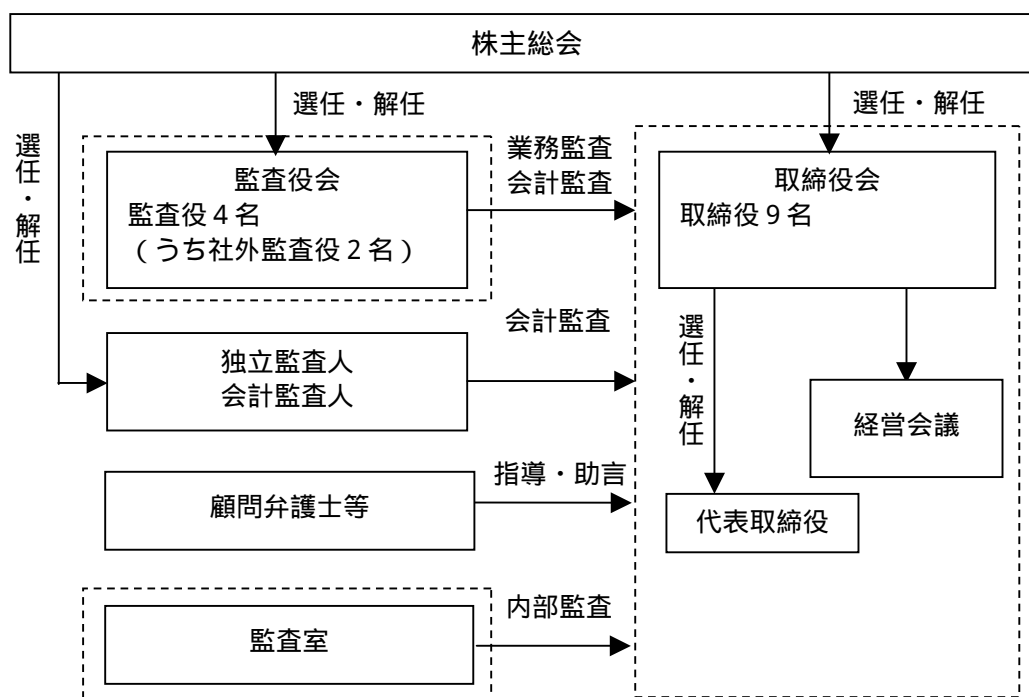 株主総会
選任・解任
選任・解任
選任・解任
監査役会
監査役4名
(うち社外監査役2名)
業務監査
会計監査
取締役会
取締役9名
独立監査人
会計監査人
会計監査
選任・解任
経営会議
顧問弁護士等
指導・助言
代表取締役
監査室
内部監査